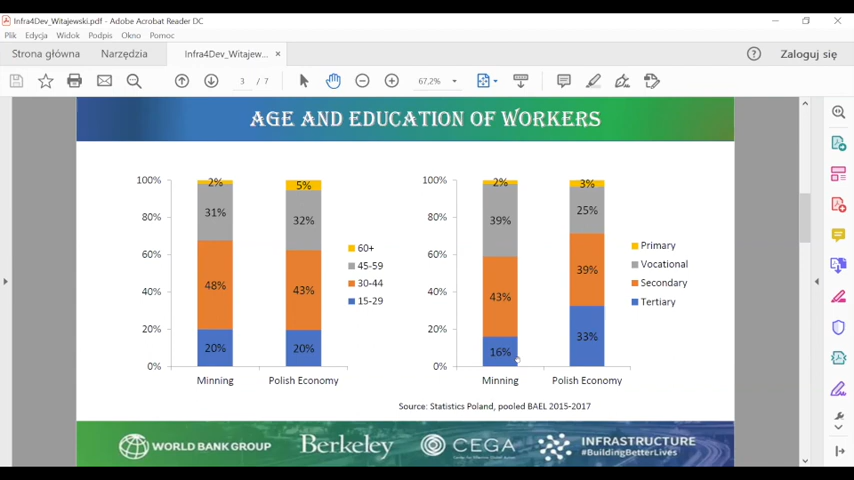 Infra4Dev_Witajewski.pdf - Adobe Acrobat Reader DC
Plik Edycja Widok Podpis Okno Pomoc
Strona główna Narzędzia Infra4Dev_Witajew... × Zaloguj się
3 / 7 67,2%
AGE AND EDUCATION OF WORKERS
100%
80%
60%
40%
20%
0%
2%
31%
48%
20%
5%
32%
43%
20%
Minning Polish Economy
60+
45-59
30-44
15-29
100%
80%
60%
40%
20%
0%
2%
39%
43%
16%
3%
25%
39%
33%
Minning Polish Economy
Primary
Vocational
Secondary
Tertiary
Source: Statistics Poland, pooled BAEL 2015-2017
WORLD BANK GROUP Berkeley CEGA INFRASTRUCTURE
#BuildingBetterLives